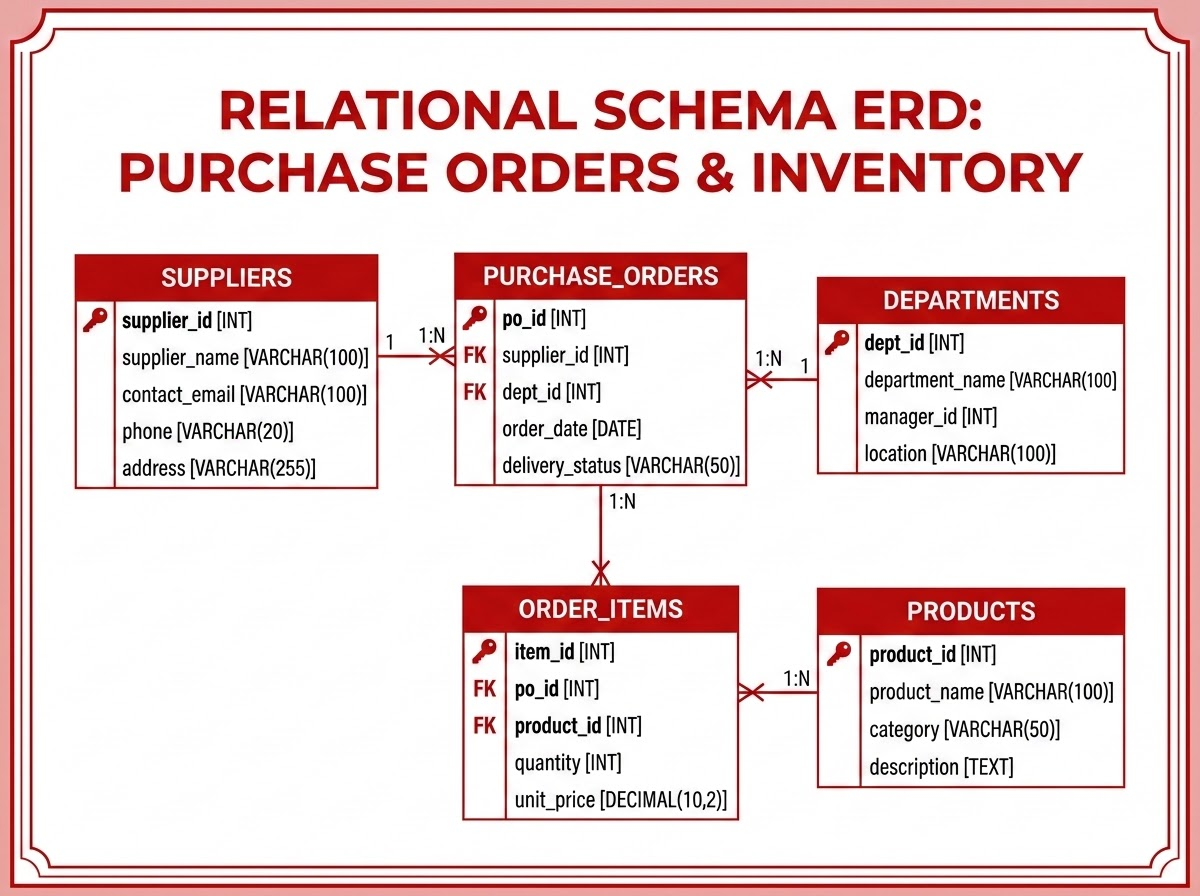 RELATIONAL SCHEMA ERD:
PURCHASE ORDERS & INVENTORY
SUPPLIERS
supplier_id [INT]
supplier_name [VARCHAR(100)]
contact_email [VARCHAR(100)]
phone [VARCHAR(20)]
address [VARCHAR(255)]
1 1:N
PURCHASE_ORDERS
po_id [INT]
FK supplier_id [INT]
FK dept_id [INT]
order_date [DATE]
delivery_status [VARCHAR(50)]
1:N 1
DEPARTMENTS
dept_id [INT]
department_name [VARCHAR(100]
manager_id [INT]
location [VARCHAR(100)]
1:N
ORDER_ITEMS
item_id [INT]
FK po_id [INT]
FK product_id [INT]
quantity [INT]
unit_price [DECIMAL(10,2)]
1:N
PRODUCTS
product_id [INT]
product_name [VARCHAR(100)]
category [VARCHAR(50)]
description [TEXT]